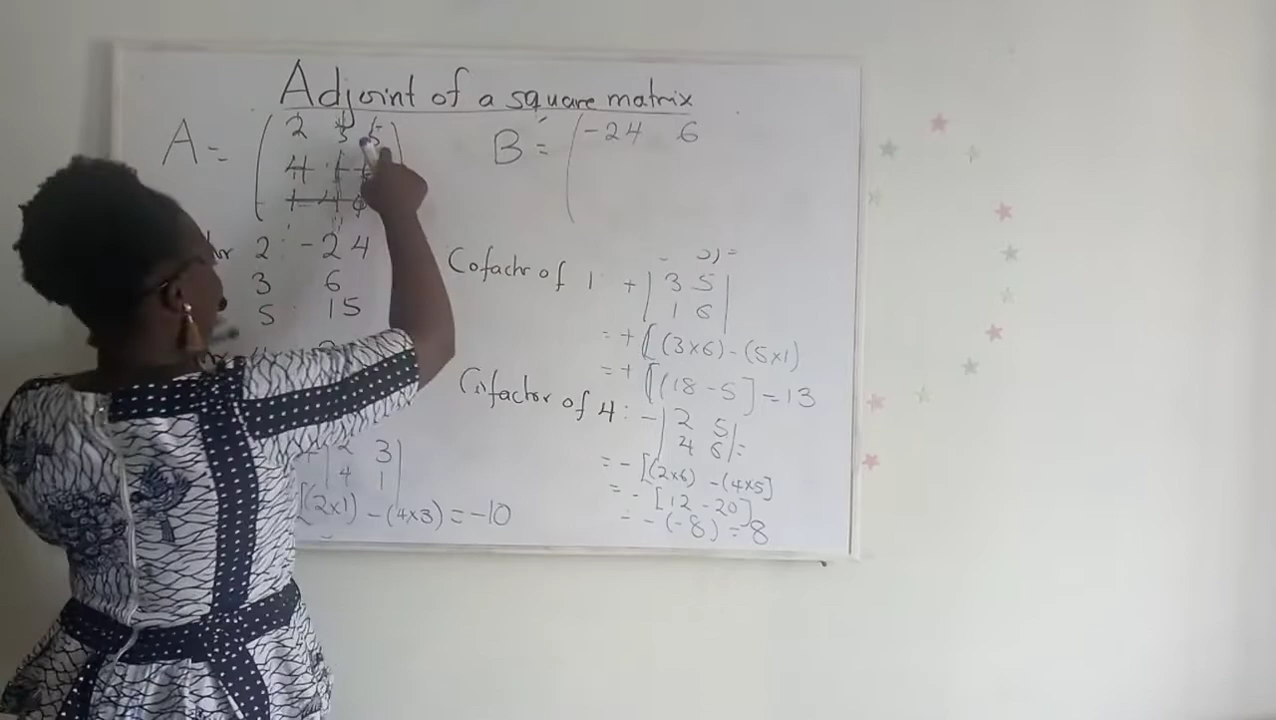 Adjoint of a square matrix
A = ( 2 3 5 )
4 1
1 4
B = ( -24 6
2 : -24
3 6
5 : 15
Cofactor of 1 + | 3 5 |
| 1 6 |
= + [(3x6) - (5x1)
= + [(18 - 5] = 13
Cofactor of 4 : - | 2 5 |
| 4 6 | =
= - [(2x6) - (4x5]
= - [12 - 20]
- - (-8) = 8
| 2 3 |
| 4 1 |
[(2x1) - (4x3) = -10